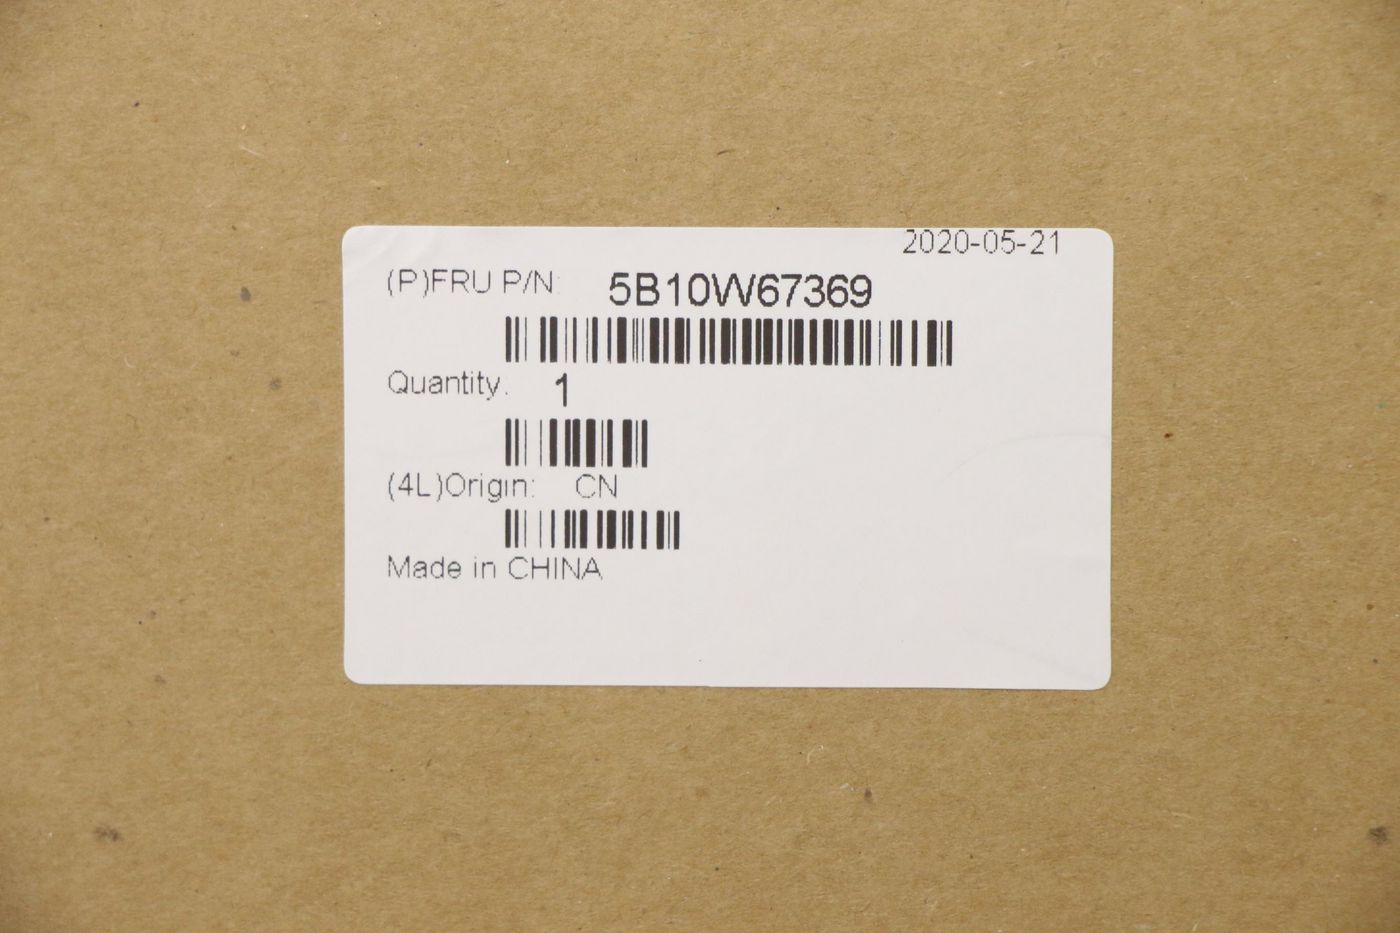 2020-05-21
(P)FRU P/N: 5B10W67369
Quantity: 1
(4L)Origin: CN
Made in CHINA